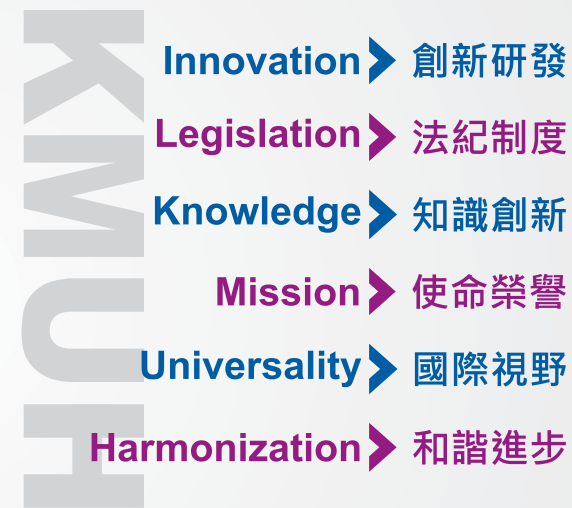 KMUH
Innovation 創新研發
Legislation 法紀制度
Knowledge 知識創新
Mission 使命榮譽
Universality 國際視野
Harmonization 和諧進步